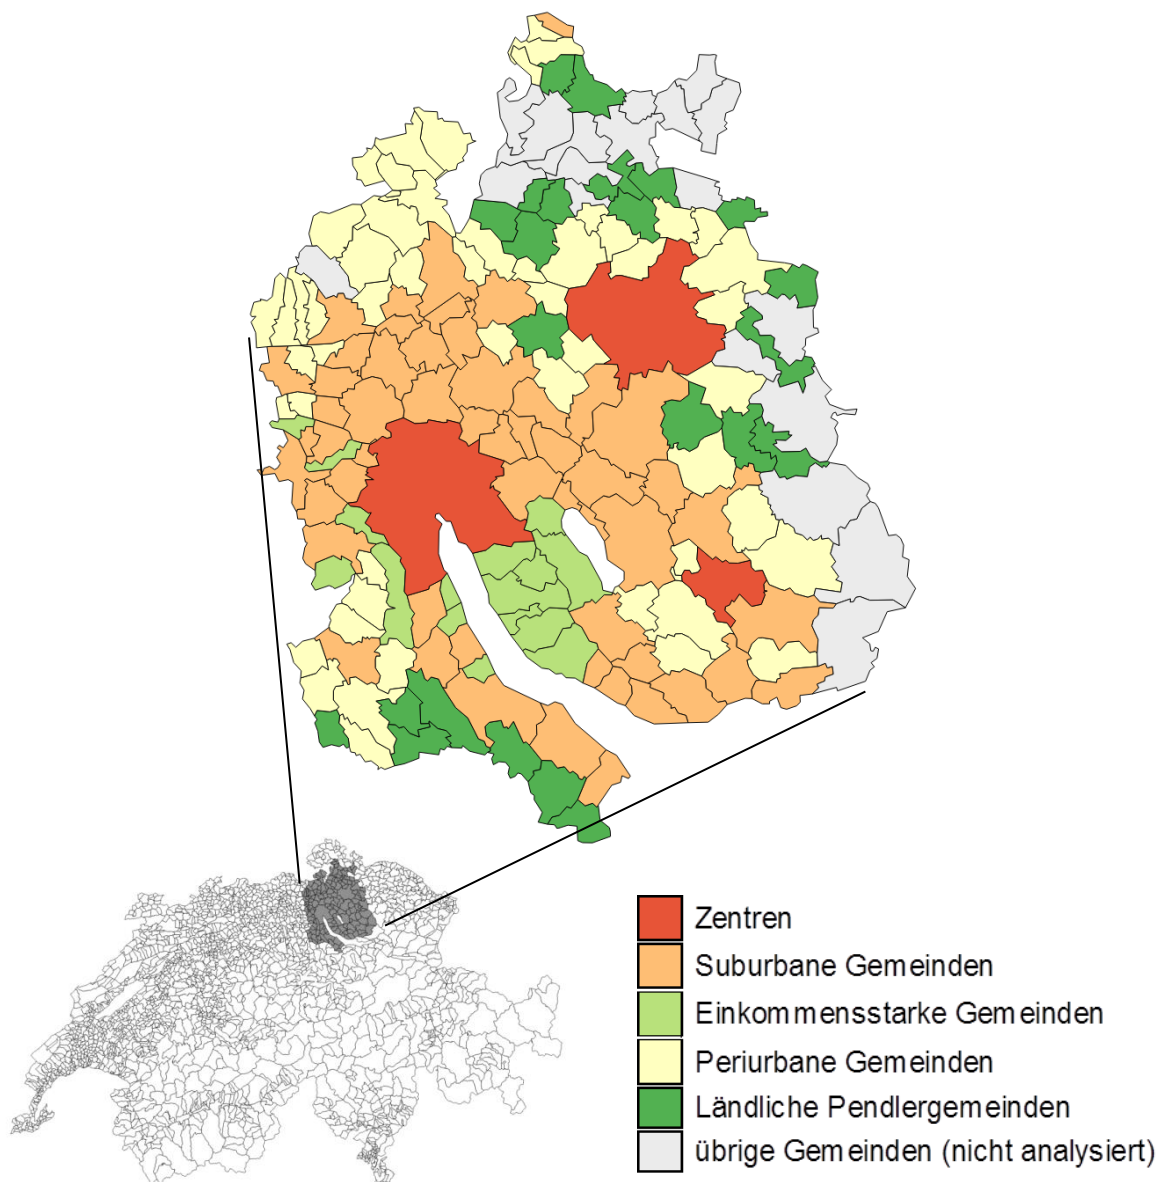 Zentren
Suburbane Gemeinden
Einkommensstarke Gemeinden
Periurbane Gemeinden
Ländliche Pendlergemeinden
übrige Gemeinden (nicht analysiert)